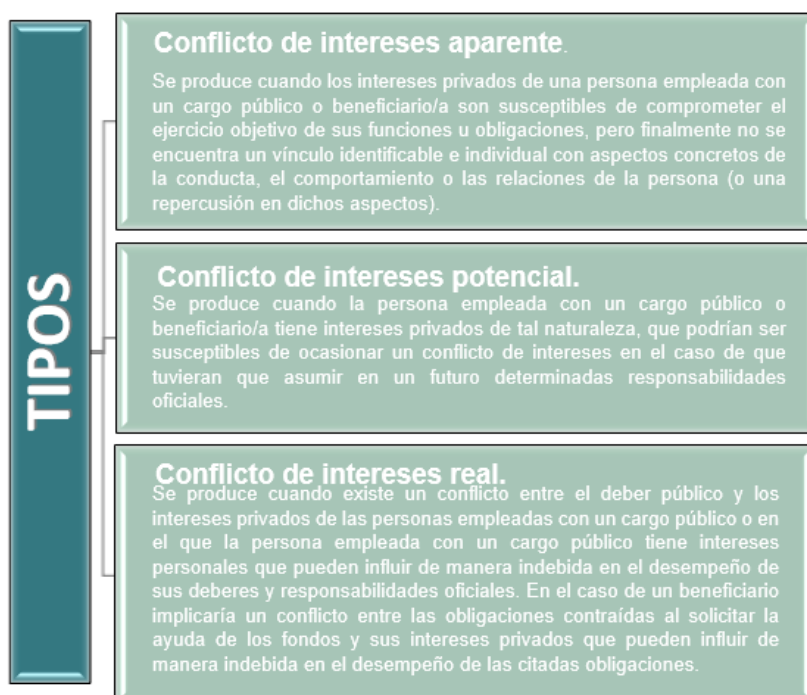 TIPOS
Conflicto de intereses aparente.
Se produce cuando los intereses privados de una persona empleada con
un cargo público o beneficiario/a son susceptibles de comprometer el
ejercicio objetivo de sus funciones u obligaciones, pero finalmente no se
encuentra un vínculo identificable e individual con aspectos concretos de
la conducta, el comportamiento o las relaciones de la persona (o una
repercusión en dichos aspectos).
Conflicto de intereses potencial.
Se produce cuando la persona empleada con un cargo público o
beneficiario/a tiene intereses privados de tal naturaleza, que podrían ser
susceptibles de ocasionar un conflicto de intereses en el caso de que
tuvieran que asumir en un futuro determinadas responsabilidades
oficiales.
Conflicto de intereses real.
Se produce cuando existe un conflicto entre el deber público y los
intereses privados de las personas empleadas con un cargo público o en
el que la persona empleada con un cargo público tiene intereses
personales que pueden influir de manera indebida en el desempeño de
sus deberes y responsabilidades oficiales. En el caso de un beneficiario
implicaría un conflicto entre las obligaciones contraídas al solicitar la
ayuda de los fondos y sus intereses privados que pueden influir de
manera indebida en el desempeño de las citadas obligaciones.